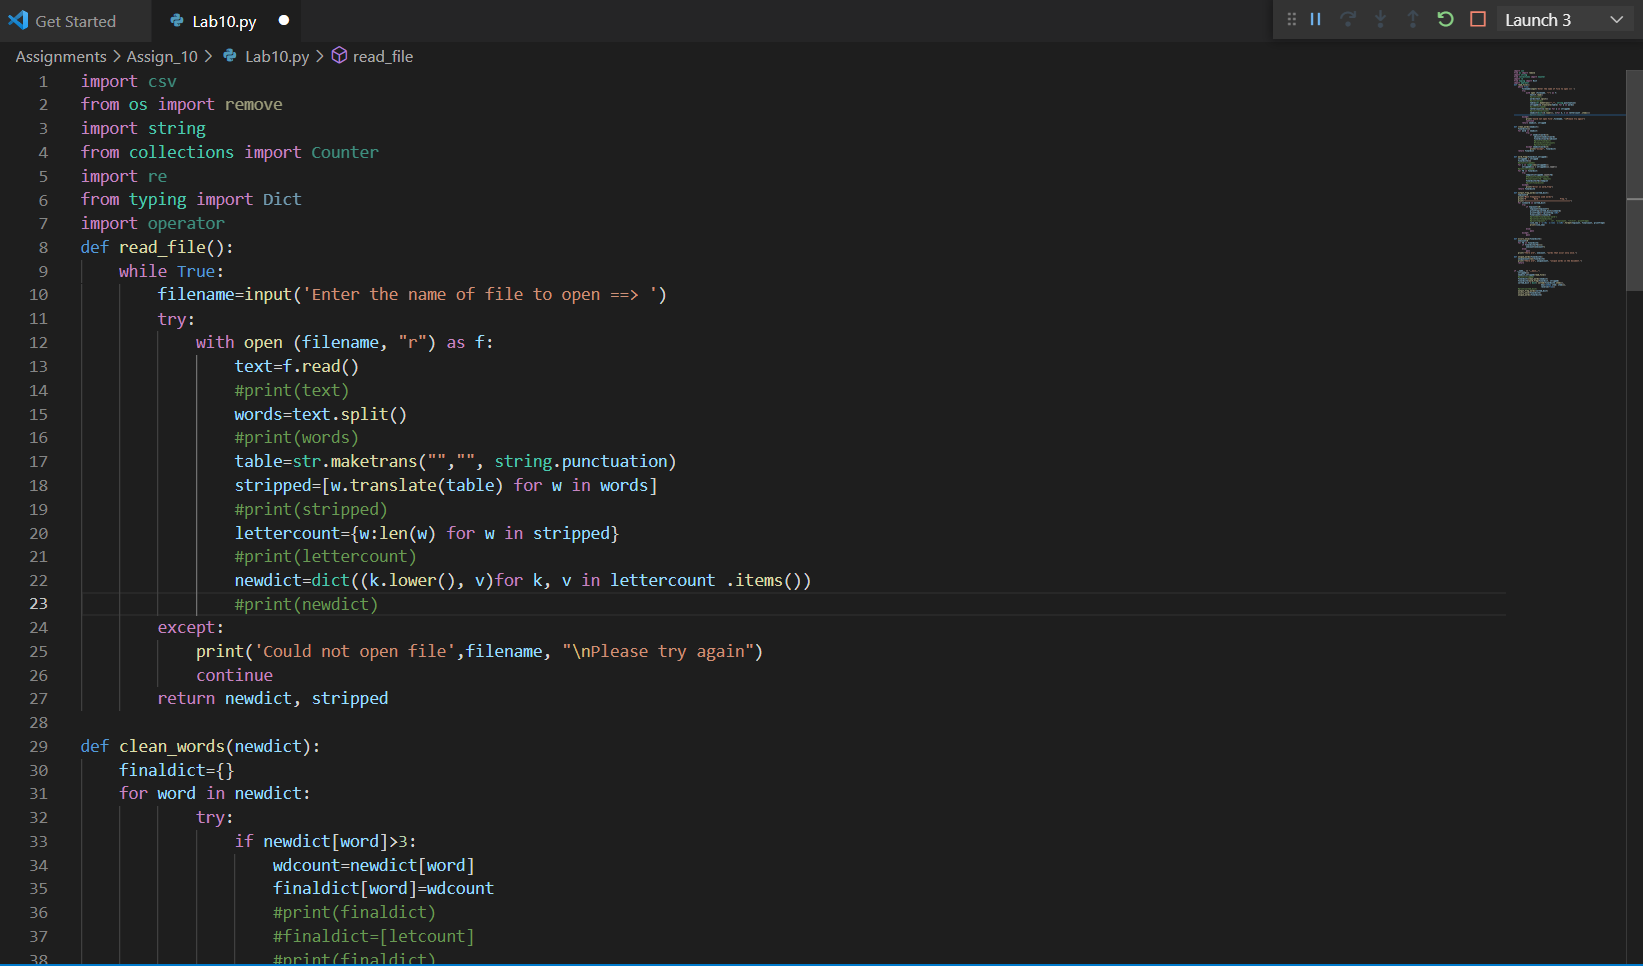 Get Started
Lab10.py
Launch 3
Assignments > Assign_10 > Lab10.py > read_file
1 import csv
2 from os import remove
3 import string
4 from collections import Counter
5 import re
6 from typing import Dict
7 import operator
8 def read_file():
9     while True:
10         filename=input('Enter the name of file to open ==> ')
11         try:
12             with open (filename, "r") as f:
13                 text=f.read()
14                 #print(text)
15                 words=text.split()
16                 #print(words)
17                 table=str.maketrans("","", string.punctuation)
18                 stripped=[w.translate(table) for w in words]
19                 #print(stripped)
20                 lettercount={w:len(w) for w in stripped}
21                 #print(lettercount)
22                 newdict=dict((k.lower(), v)for k, v in lettercount .items())
23                 #print(newdict)
24         except:
25             print('Could not open file',filename, "\nPlease try again")
26             continue
27         return newdict, stripped
28
29 def clean_words(newdict):
30     finaldict={}
31     for word in newdict:
32             try:
33                 if newdict[word]>3:
34                     wdcount=newdict[word]
35                     finaldict[word]=wdcount
36                     #print(finaldict)
37                     #finaldict=[letcount]
38                     #print(finaldict)